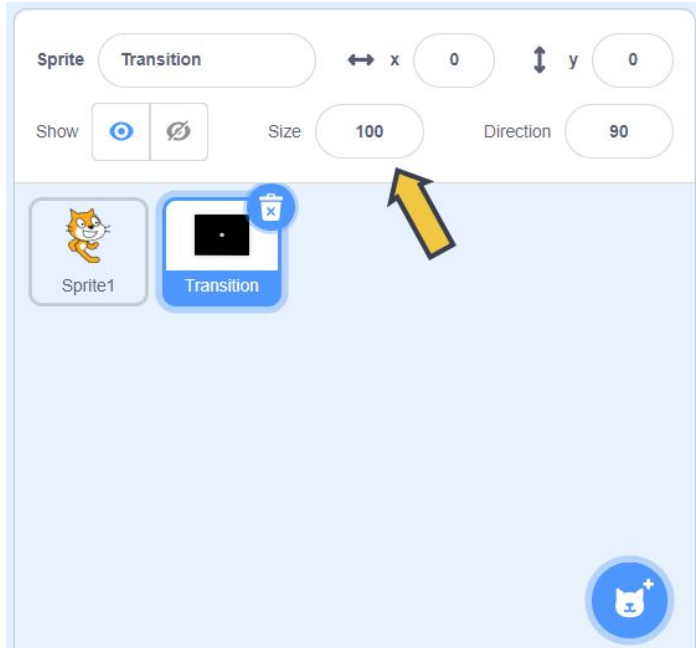 Sprite Transition x 0 y 0
Show Size 100 Direction 90
Sprite1 Transition